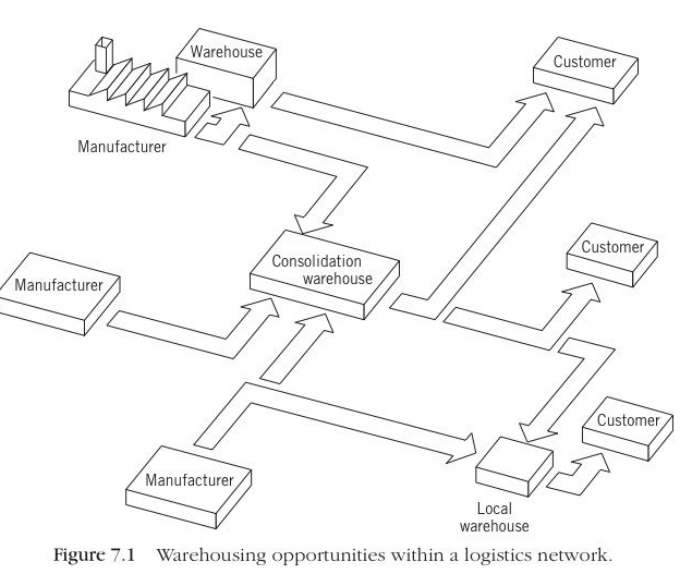 Warehouse
Customer
Manufacturer
Consolidation
warehouse
Customer
Manufacturer
Customer
Manufacturer
Local
warehouse
Figure 7.1 Warehousing opportunities within a logistics network.